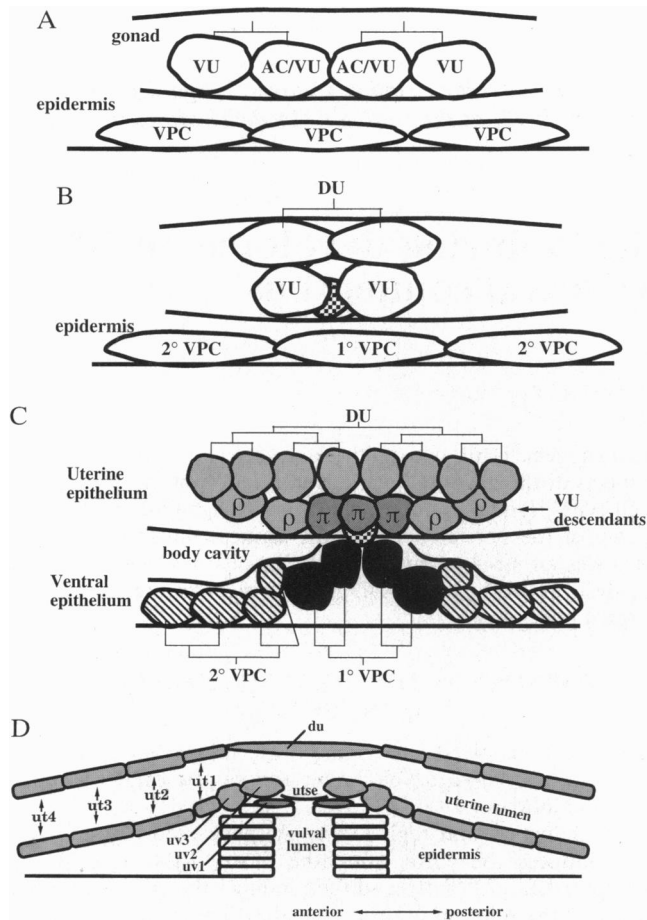 A
gonad
VU AC/VU AC/VU VU
epidermis
VPC VPC VPC
B
DU
VU VU
epidermis
2° VPC 1° VPC 2° VPC
C
DU
Uterine
epithelium
ρ ρ π π π ρ ρ
VU
descendants
body cavity
Ventral
epithelium
2° VPC 1° VPC
D
du
ut4 ut3 ut2 ut1
utse
uterine lumen
uv3
uv2
uv1
vulval
lumen
epidermis
anterior posterior